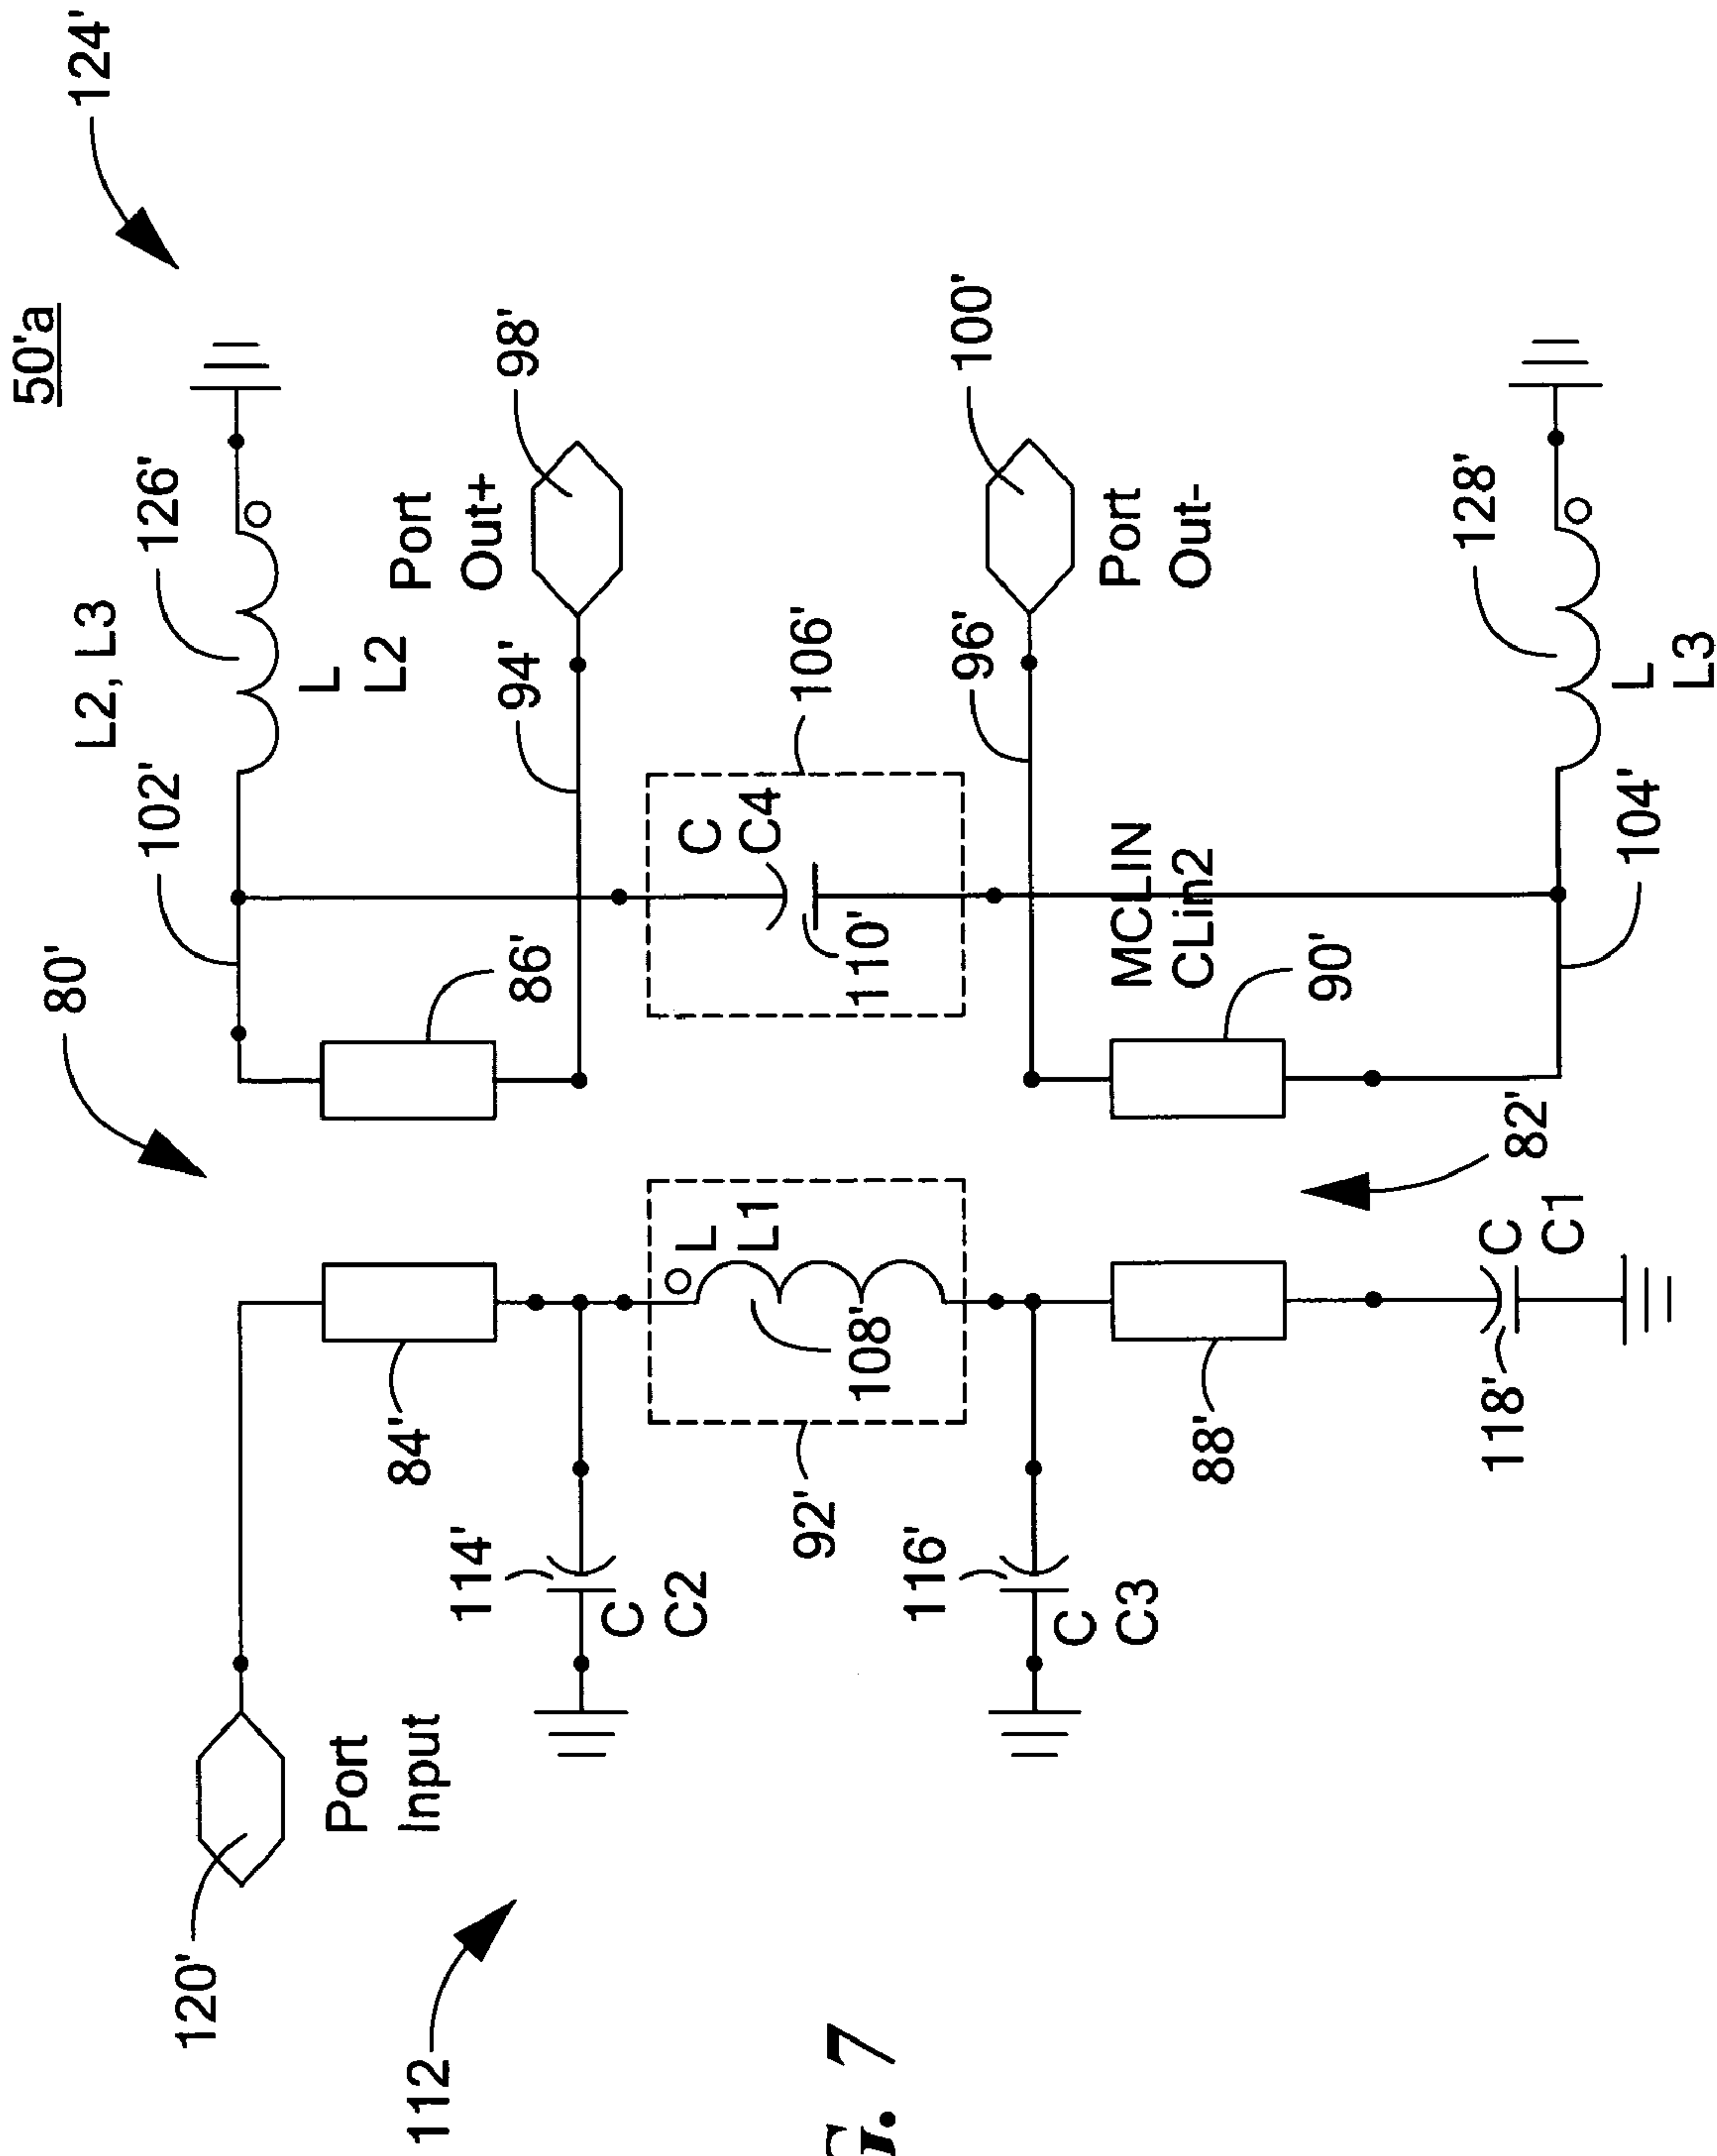 50'a
124'
80'
102'
L2, L3
126'
L
L2
86'
94'
Port
Out+
98'
C
C4
110'
106'
96'
100'
Port
Out-
MCLIN
CLin2
90'
128'
L
L3
104'
82'
120'
Port
Input
112
84'
114'
C
C2
L
L1
108'
92'
116'
C
C3
88'
118'
C
C1
G. 7